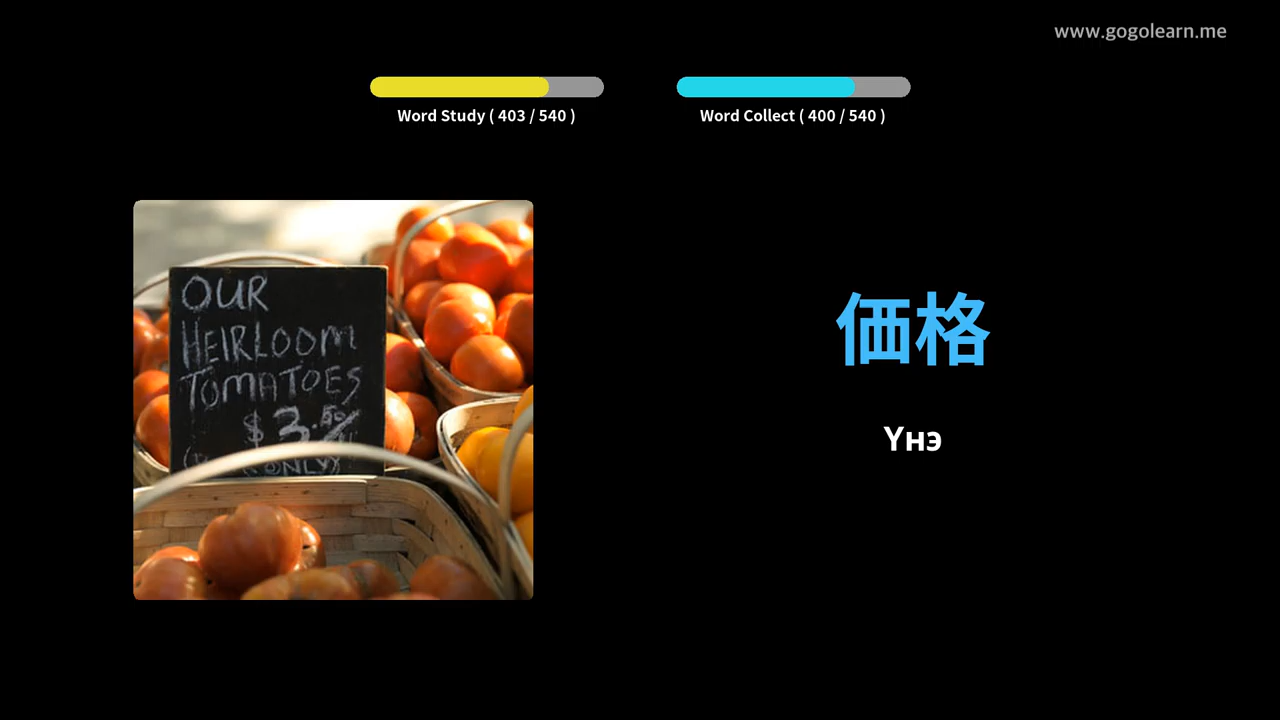 www.gogolearn.me
Word Study ( 403 / 540 )
Word Collect ( 400 / 540 )
OUR
HEIRLOOM
TOMATOES
$3.50
ONLY)
価格
Үнэ